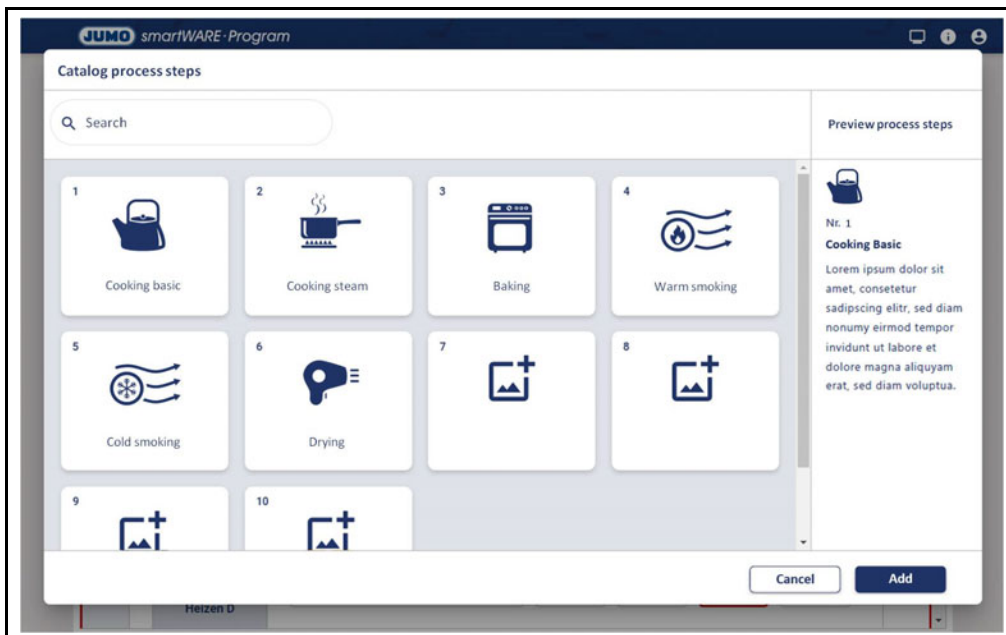 JUMO smartWARE·Program
Catalog process steps
Search
Preview process steps
1
Cooking basic
2
Cooking steam
3
Baking
4
Warm smoking
5
Cold smoking
6
Drying
7
8
9
10
Nr. 1
Cooking Basic
Lorem ipsum dolor sit
amet, consetetur
sadipscing elitr, sed diam
nonumy eirmod tempor
invidunt ut labore et
dolore magna aliquyam
erat, sed diam voluptua.
Cancel
Add
Heizen D